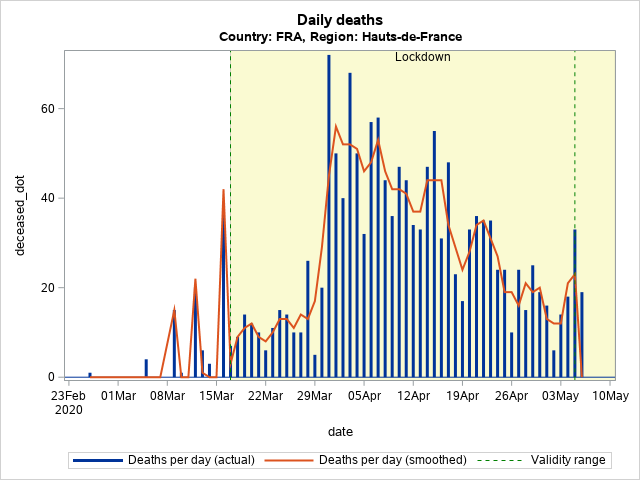 Daily deaths
Country: FRA, Region: Hauts-de-France
Lockdown
deceased_dot
60
40
20
0
23Feb 01Mar 08Mar 15Mar 22Mar 29Mar 05Apr 12Apr 19Apr 26Apr 03May 10May
2020
date
Deaths per day (actual) Deaths per day (smoothed) Validity range